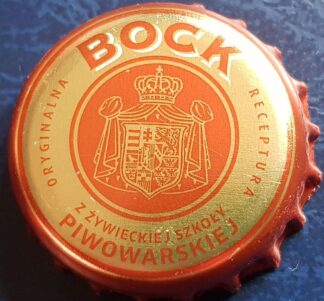 BOCK
ORYGINALNA
RECEPTURA
Z ŻYWIECKIEJ SZKOŁY
PIWOWARSKIEJ